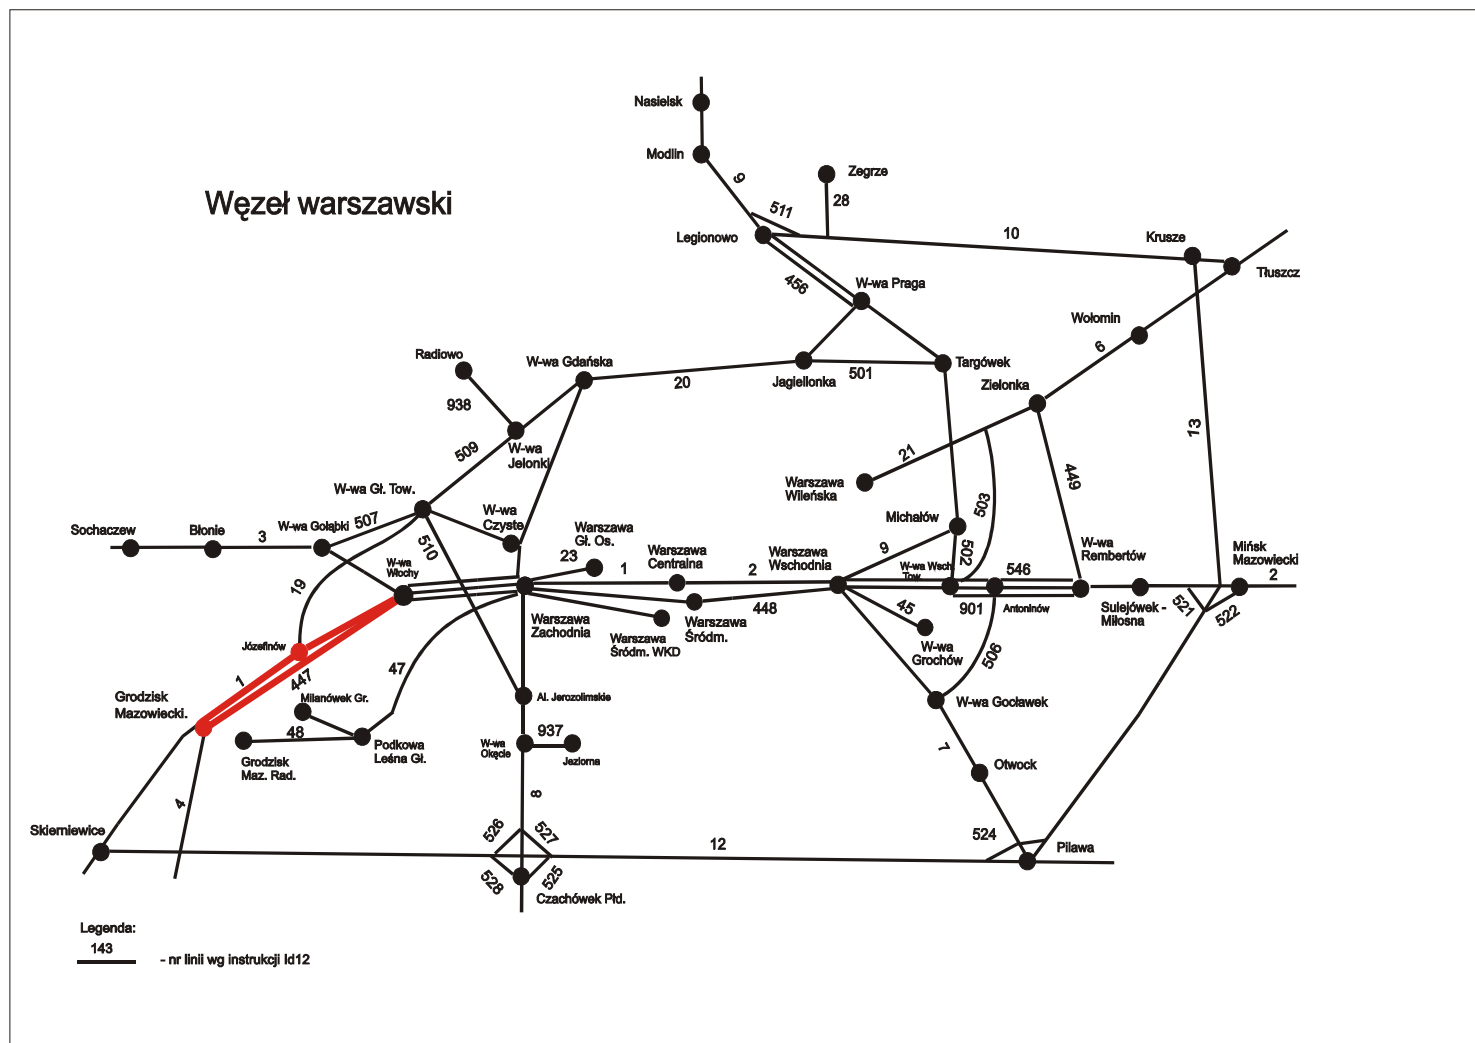 Nasielsk
Modlin
9
Zegrze
28
Węzeł warszawski
511
Legionowo
10
Krusze
Tłuszcz
456
W-wa Praga
Wołomin
6
Radiowo
W-wa Gdańska
20
Jagiellonka
501
Targówek
Zielonka
938
13
509
W-wa
Jelonki
21
449
W-wa Gł. Tow.
Warszawa
Wileńska
503
W-wa
Czyste
507
510
Michałów
Sochaczew
Błonie
3
W-wa Gołąbki
Warszawa
Gł. Os.
23
Warszawa
Centralna
1
2
Warszawa
Wschodnia
9
502
W-wa Wsch.
Tow.
546
W-wa
Rembertów
Mińsk
Mazowiecki
2
W-wa
Włochy
19
448
45
901
Antoninów
Sulejówek -
Miłosna
521
522
Warszawa
Zachodnia
Warszawa
Śródm. WKD
Warszawa
Śródm.
W-wa
Grochów
506
Józefinów
1
447
47
Grodzisk
Mazowiecki.
Milanówek Gr.
Al. Jerozolimskie
W-wa Gocławek
48
Grodzisk
Maz. Rad.
Podkowa
Leśna Gł.
W-wa
Okęcie
937
Jeziorna
7
Otwock
4
8
Skierniewice
526
527
12
524
Pilawa
528
525
Czachówek Płd.
Legenda:
143
- nr linii wg instrukcji Id12